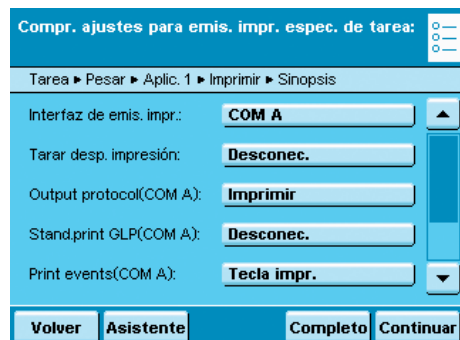 Compr. ajustes para emis. impr. espec. de tarea:
Tarea ▸ Pesar ▸ Aplic. 1 ▸ Imprimir ▸ Sinopsis
Interfaz de emis. impr.: COM A
Tarar desp. impresión: Desconec.
Output protocol(COM A): Imprimir
Stand.print GLP(COM A): Desconec.
Print events(COM A): Tecla impr.
Volver Asistente Completo Continuar